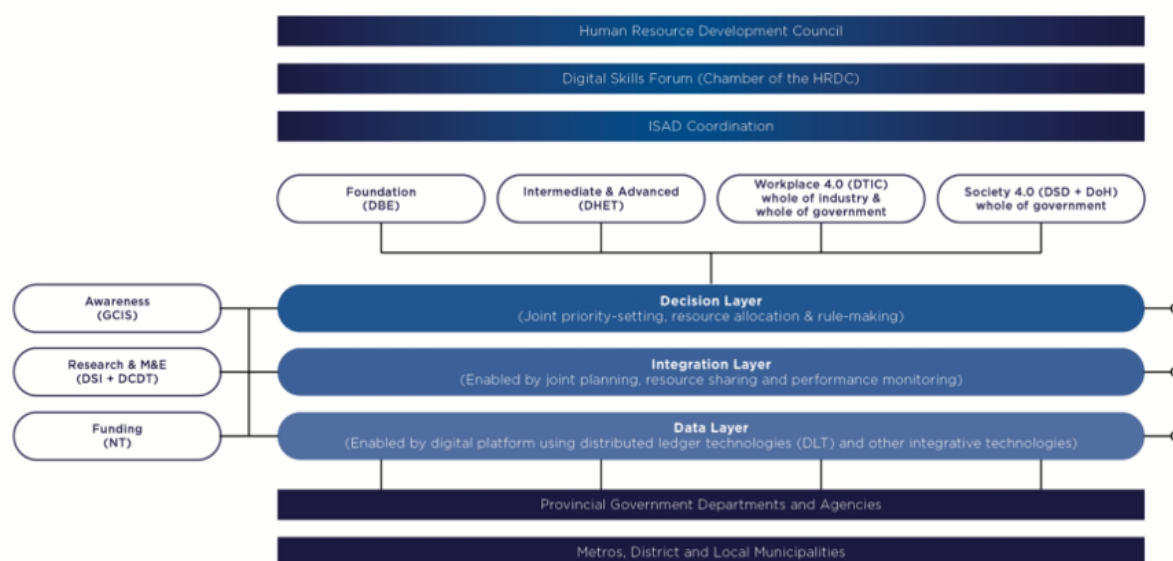 Human Resource Development Council
Digital Skills Forum (Chamber of the HRDC)
ISAD Coordination
Foundation
(DBE)
Intermediate & Advanced
(DHET)
Workplace 4.0 (DTIC)
whole of industry &
whole of government
Society 4.0 (DSD + DoH)
whole of government
Awareness
(GCIS)
Decision Layer
(Joint priority-setting, resource allocation & rule-making)
Research & M&E
(DSI + DCDT)
Integration Layer
(Enabled by joint planning, resource sharing and performance monitoring)
Funding
(NT)
Data Layer
(Enabled by digital platform using distributed ledger technologies (DLT) and other integrative technologies)
Provincial Government Departments and Agencies
Metros, District and Local Municipalities